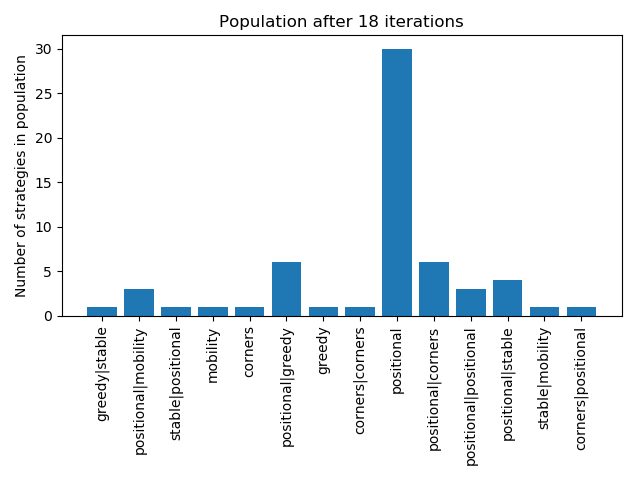 Population after 18 iterations
Number of strategies in population
30
25
20
15
10
5
0
greedy|stable
positional|mobility
stable|positional
mobility
corners
positional|greedy
greedy
corners|corners
positional
positional|corners
positional|positional
positional|stable
stable|mobility
corners|positional